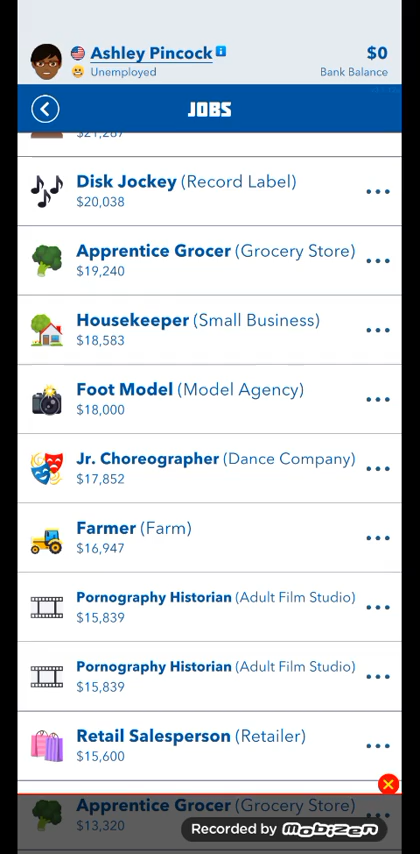 Ashley Pincock
$0
Unemployed
Bank Balance
JOBS
$21,267
Disk Jockey (Record Label)
$20,038
Apprentice Grocer (Grocery Store)
$19,240
Housekeeper (Small Business)
$18,583
Foot Model (Model Agency)
$18,000
Jr. Choreographer (Dance Company)
$17,852
Farmer (Farm)
$16,947
Pornography Historian (Adult Film Studio)
$15,839
Pornography Historian (Adult Film Studio)
$15,839
Retail Salesperson (Retailer)
$15,600
Apprentice Grocer (Grocery Store)
$13,320
Recorded by mobizen